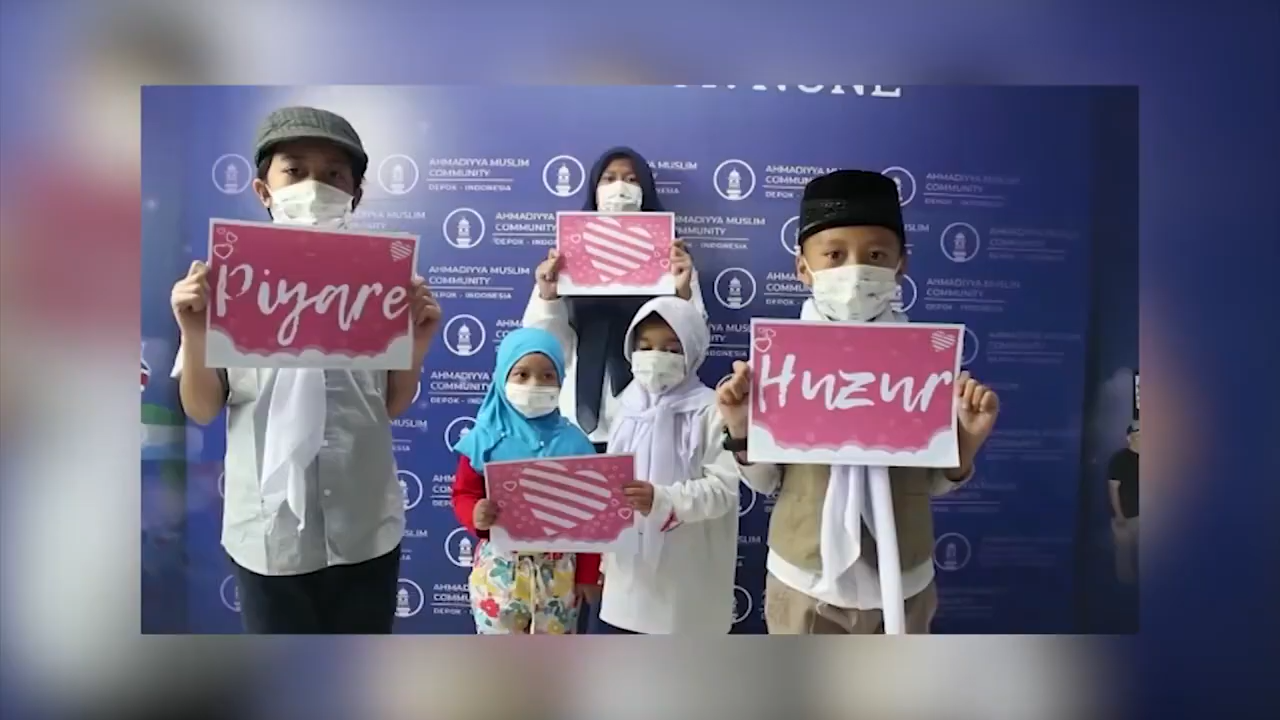 AHMADIYYA MUSLIM
COMMUNITY
DEPOK - INDONESIA
Piyare
Huzur